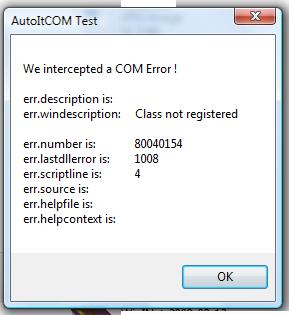 AutoItCOM Test
We intercepted a COM Error !
err.description is:
err.windescription: Class not registered
err.number is: 80040154
err.lastdllerror is: 1008
err.scriptline is: 4
err.source is:
err.helpfile is:
err.helpcontext is:
OK